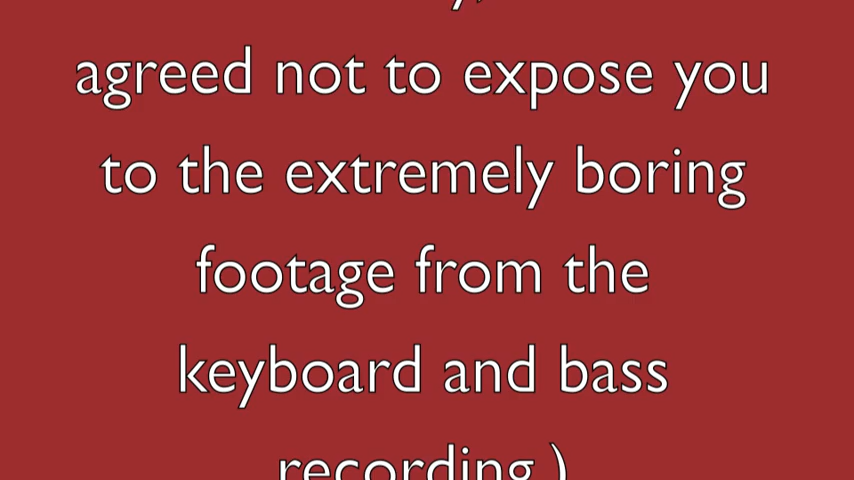 agreed not to expose you
to the extremely boring
footage from the
keyboard and bass
recording.)